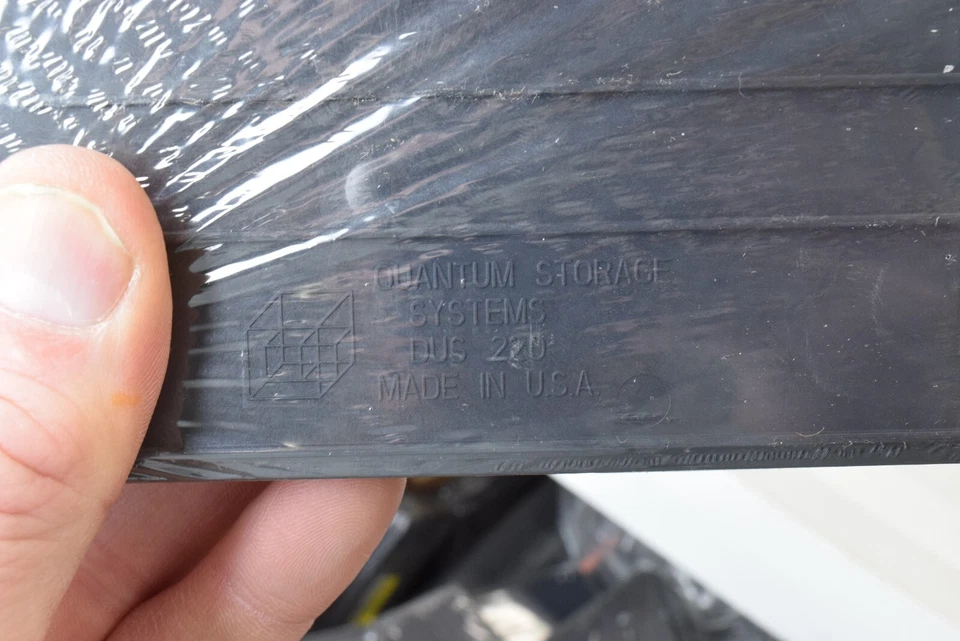 QUANTUM STORAGE
SYSTEMS
DUS 220
MADE IN U.S.A.